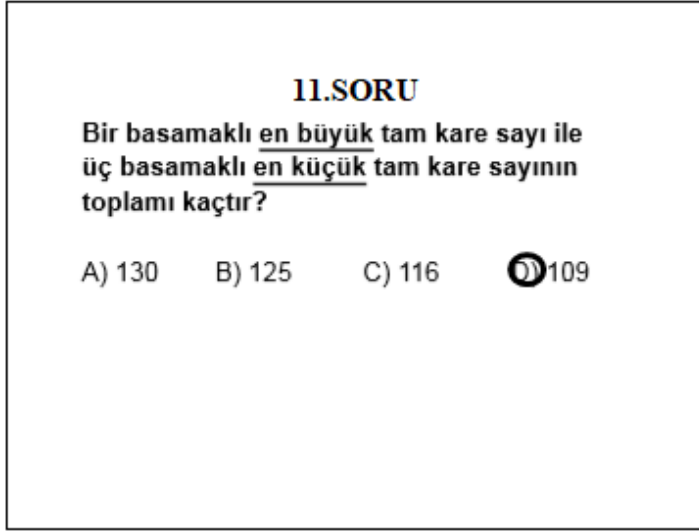 11.SORU
Bir basamaklı en büyük tam kare sayı ile
üç basamaklı en küçük tam kare sayının
toplamı kaçtır?
A) 130 B) 125 C) 116 D) 109